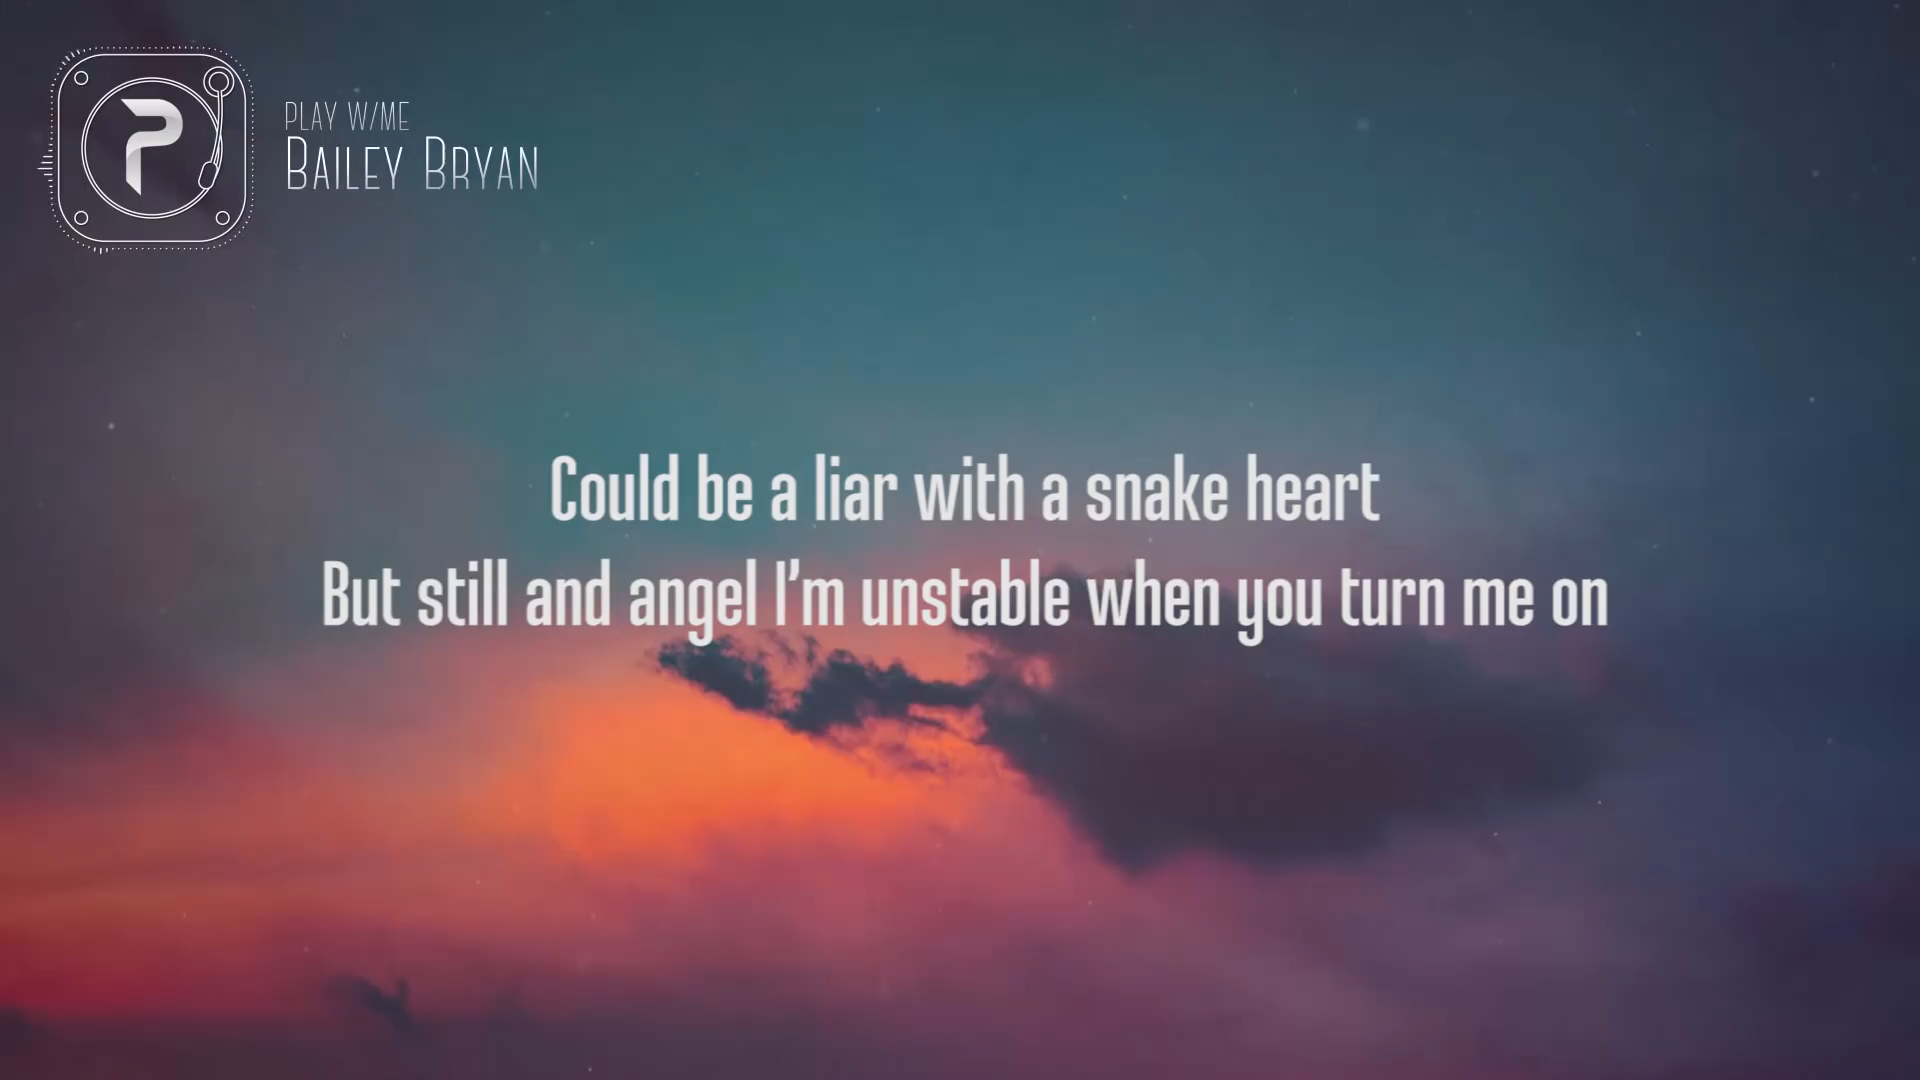 P
PLAY W/ME
BAILEY BRYAN
Could be a liar with a snake heart
But still and angel I'm unstable when you turn me on